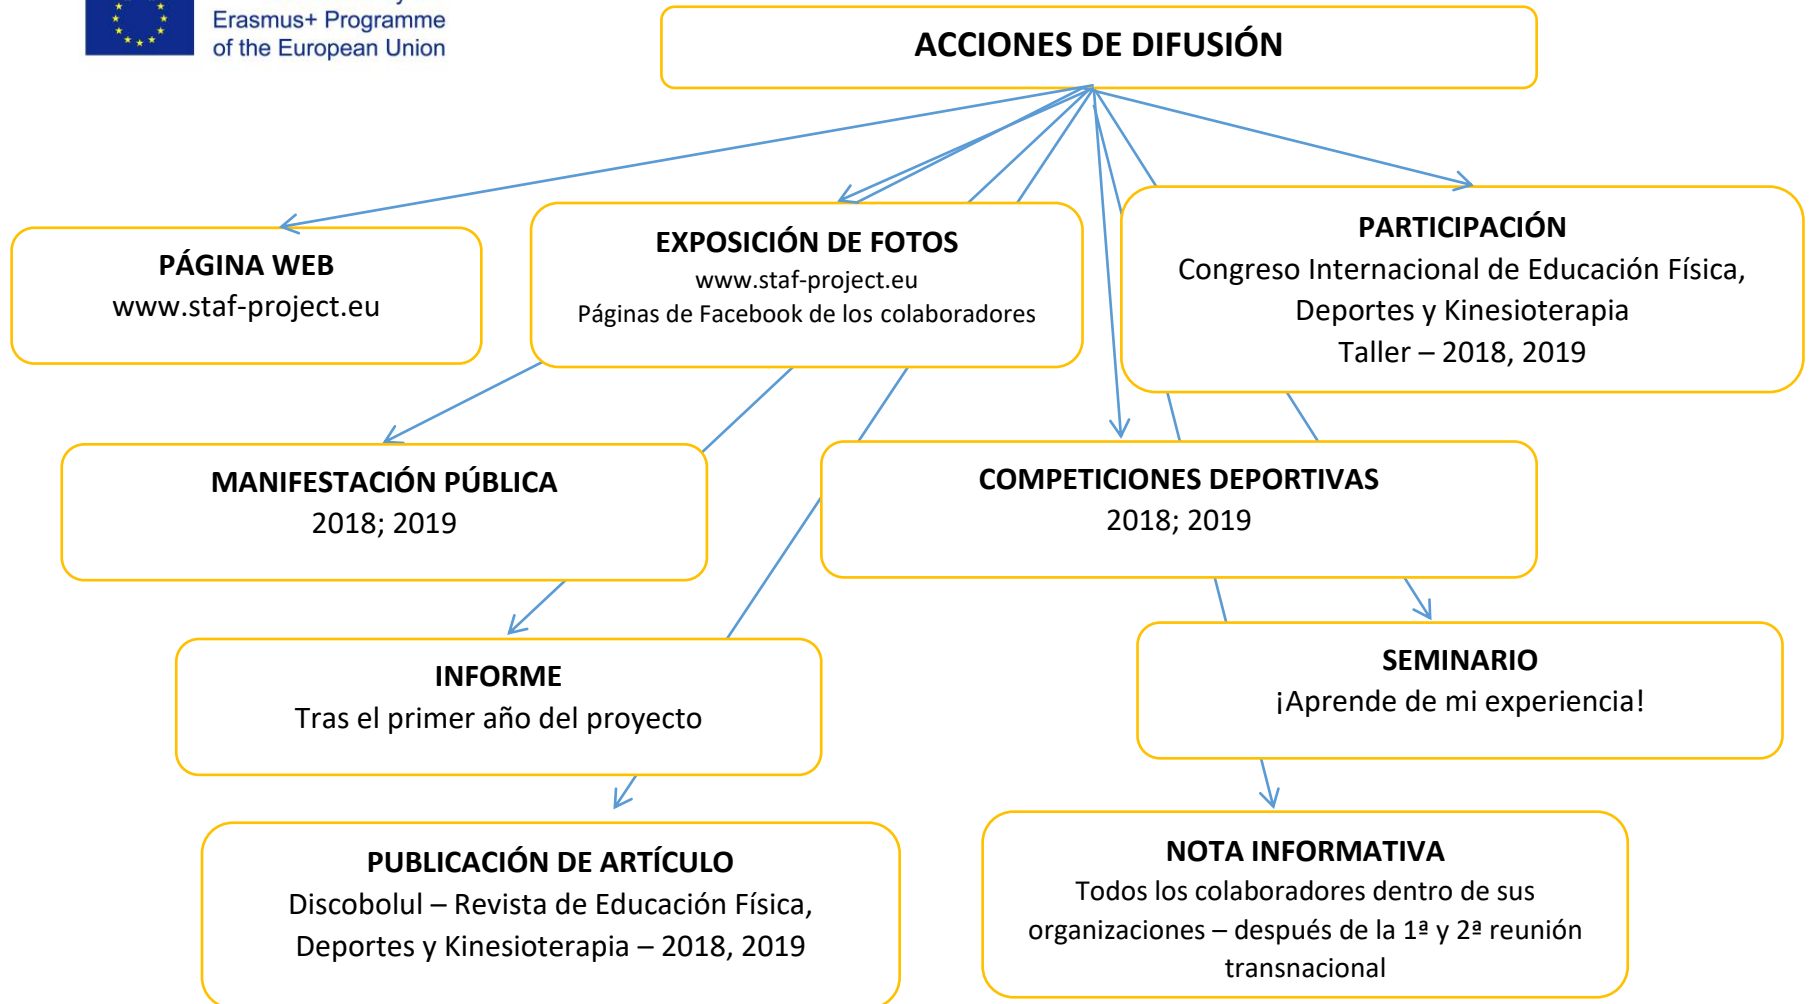 Erasmus+ Programme
of the European Union
ACCIONES DE DIFUSIÓN
PÁGINA WEB
www.staf-project.eu
EXPOSICIÓN DE FOTOS
www.staf-project.eu
Páginas de Facebook de los colaboradores
PARTICIPACIÓN
Congreso Internacional de Educación Física,
Deportes y Kinesioterapia
Taller – 2018, 2019
MANIFESTACIÓN PÚBLICA
2018; 2019
COMPETICIONES DEPORTIVAS
2018; 2019
INFORME
Tras el primer año del proyecto
SEMINARIO
¡Aprende de mi experiencia!
PUBLICACIÓN DE ARTÍCULO
Discobolul – Revista de Educación Física,
Deportes y Kinesioterapia – 2018, 2019
NOTA INFORMATIVA
Todos los colaboradores dentro de sus
organizaciones – después de la 1ª y 2ª reunión
transnacional